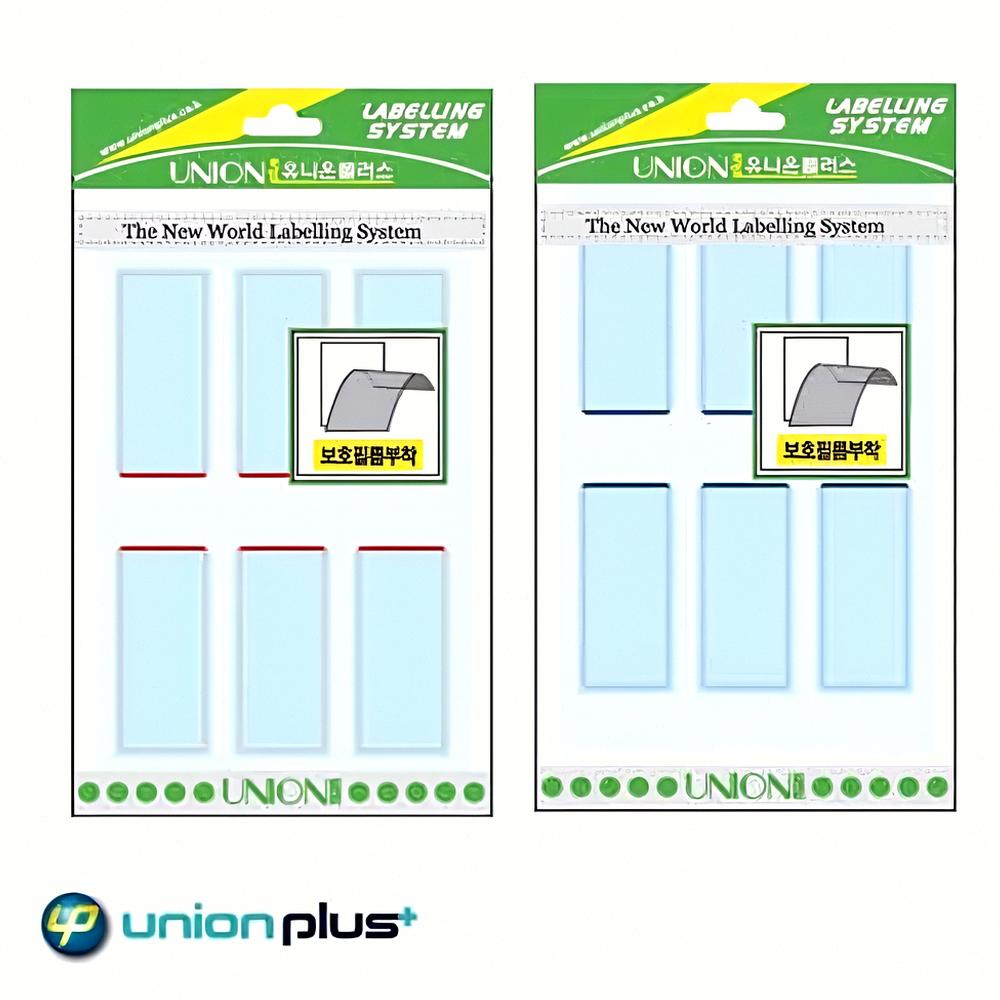 LABELLING
SYSTEM
UNION 유니온플러스
The New World Labelling System
보호필름부착
UNION
LABELLING
SYSTEM
UNION 유니온플러스
The New World Labelling System
보호필름부착
UNION
union plus+